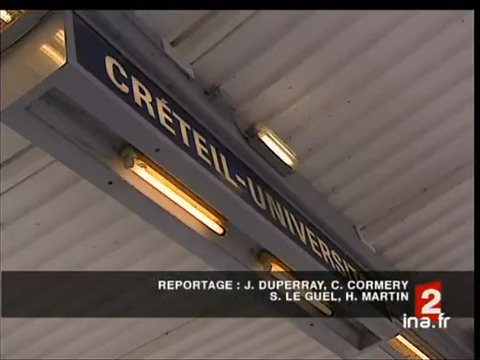 CRÉTEIL-UNIVERSITÉ
REPORTAGE : J. DUPERRAY, C. CORMERY
S. LE GUEL, H. MARTIN
2
ina.fr